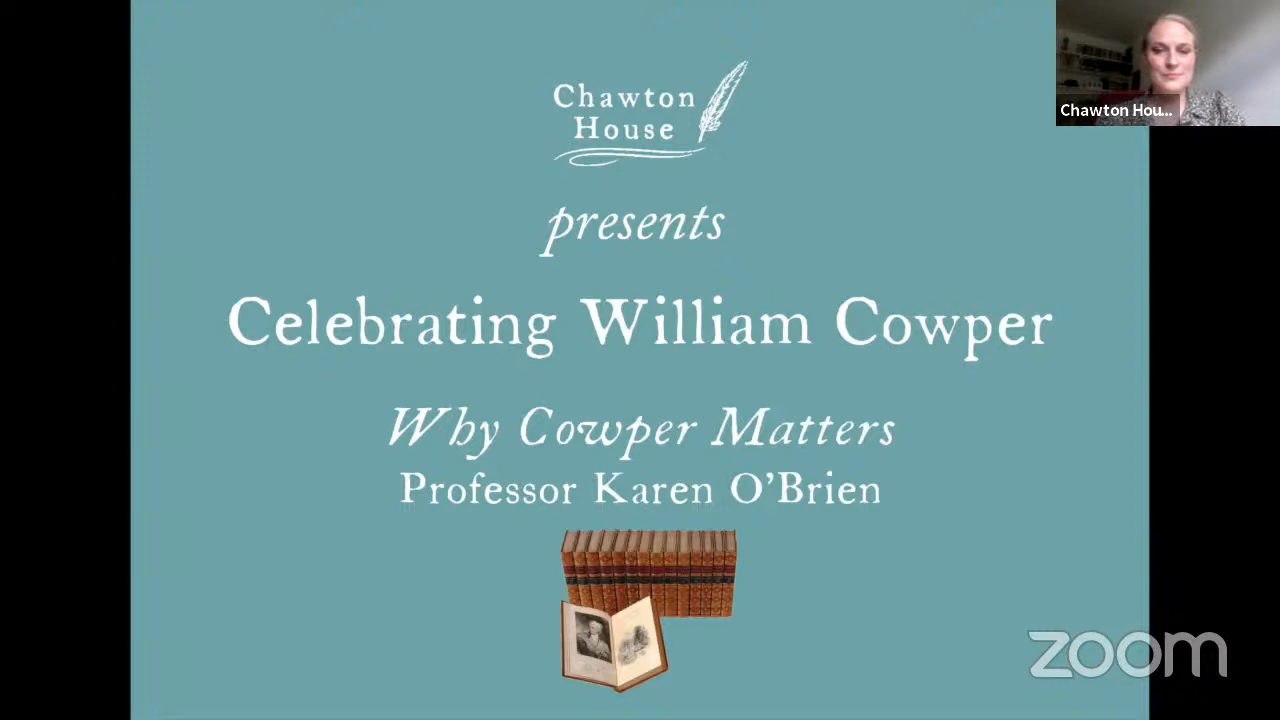 Chawton
House
presents
Celebrating William Cowper
Why Cowper Matters
Professor Karen O'Brien
Chawton Hou...
zoom